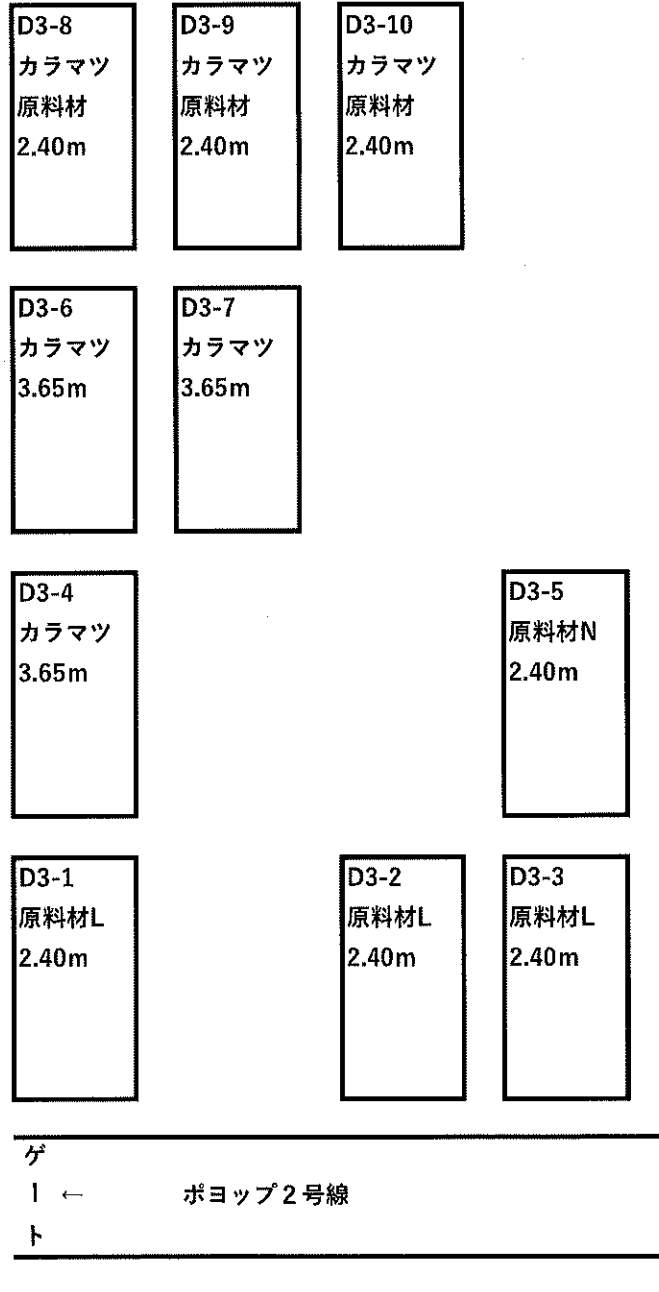 D3-8
カラマツ
原料材
2.40m
D3-9
カラマツ
原料材
2.40m
D3-10
カラマツ
原料材
2.40m
D3-6
カラマツ
3.65m
D3-7
カラマツ
3.65m
D3-4
カラマツ
3.65m
D3-5
原料材N
2.40m
D3-1
原料材L
2.40m
D3-2
原料材L
2.40m
D3-3
原料材L
2.40m
ゲート ← ポヨップ２号線